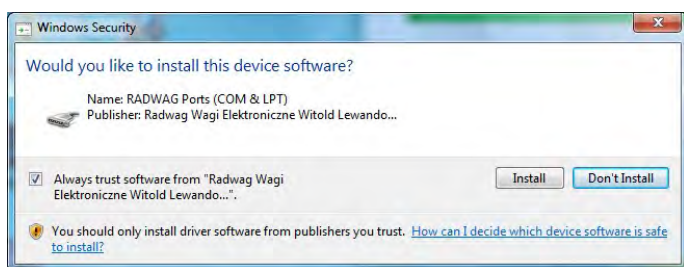 Windows Security
Would you like to install this device software?
Name: RADWAG Ports (COM & LPT)
Publisher: Radwag Wagi Elektroniczne Witold Lewando...
Always trust software from "Radwag Wagi
Elektroniczne Witold Lewando...".
Install
Don't Install
You should only install driver software from publishers you trust. How can I decide which device software is safe
to install?